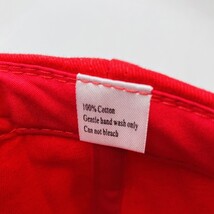 100% Cotton
Gentle hand wash only
Can not bleach